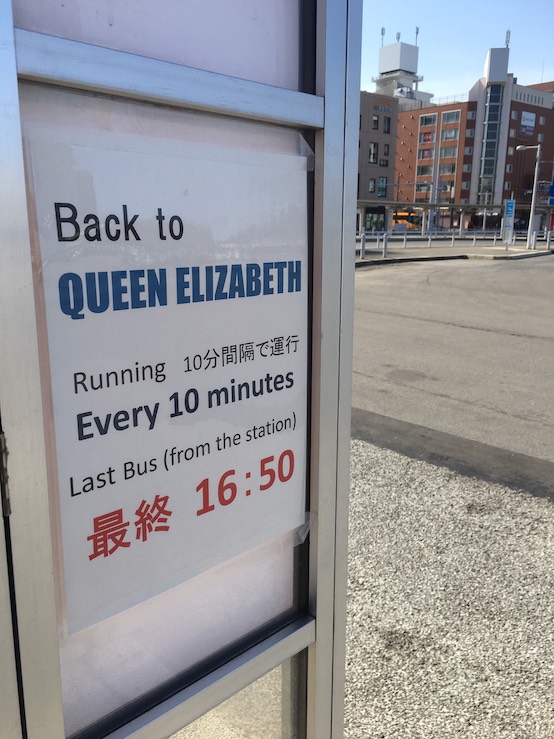 Back to
QUEEN ELIZABETH
Running 10分間隔で運行
Every 10 minutes
Last Bus (from the station)
最終 16:50